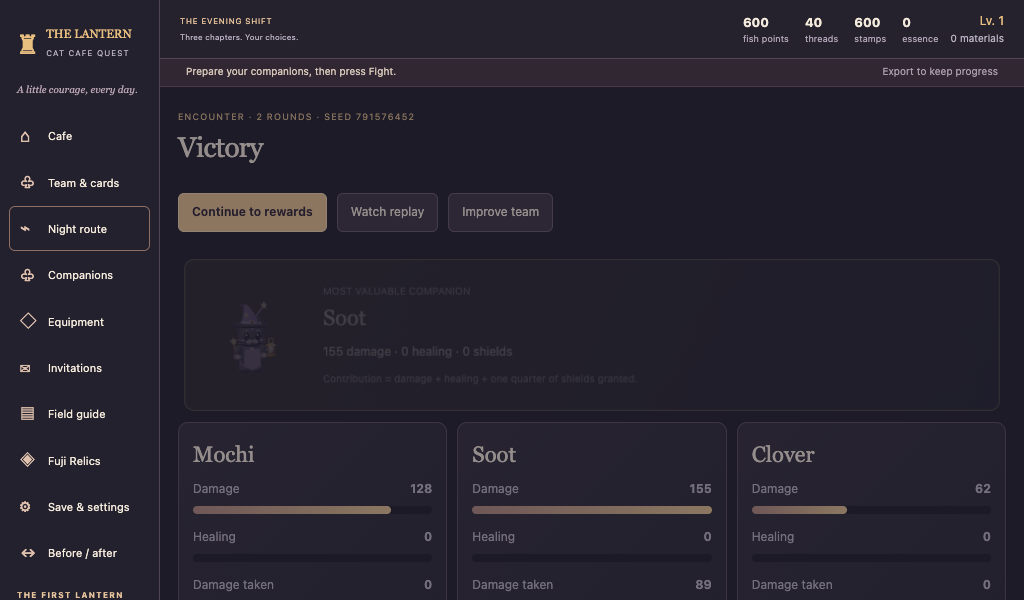 THE LANTERN
CAT CAFE QUEST
A little courage, every day.
Cafe
Team & cards
Night route
Companions
Equipment
Invitations
Field guide
Fuji Relics
Save & settings
Before / after
THE FIRST LANTERN
THE EVENING SHIFT
Three chapters. Your choices.
600 40 600 0 Lv. 1
fish points threads stamps essence 0 materials
Prepare your companions, then press Fight. Export to keep progress
ENCOUNTER · 2 ROUNDS · SEED 791576452
Victory
Continue to rewards Watch replay Improve team
MOST VALUABLE COMPANION
Soot
155 damage · 0 healing · 0 shields
Contribution = damage + healing + one quarter of shields granted.
Mochi Soot Clover
Damage 128 Damage 155 Damage 62
Healing 0 Healing 0 Healing 0
Damage taken 0 Damage taken 89 Damage taken 0